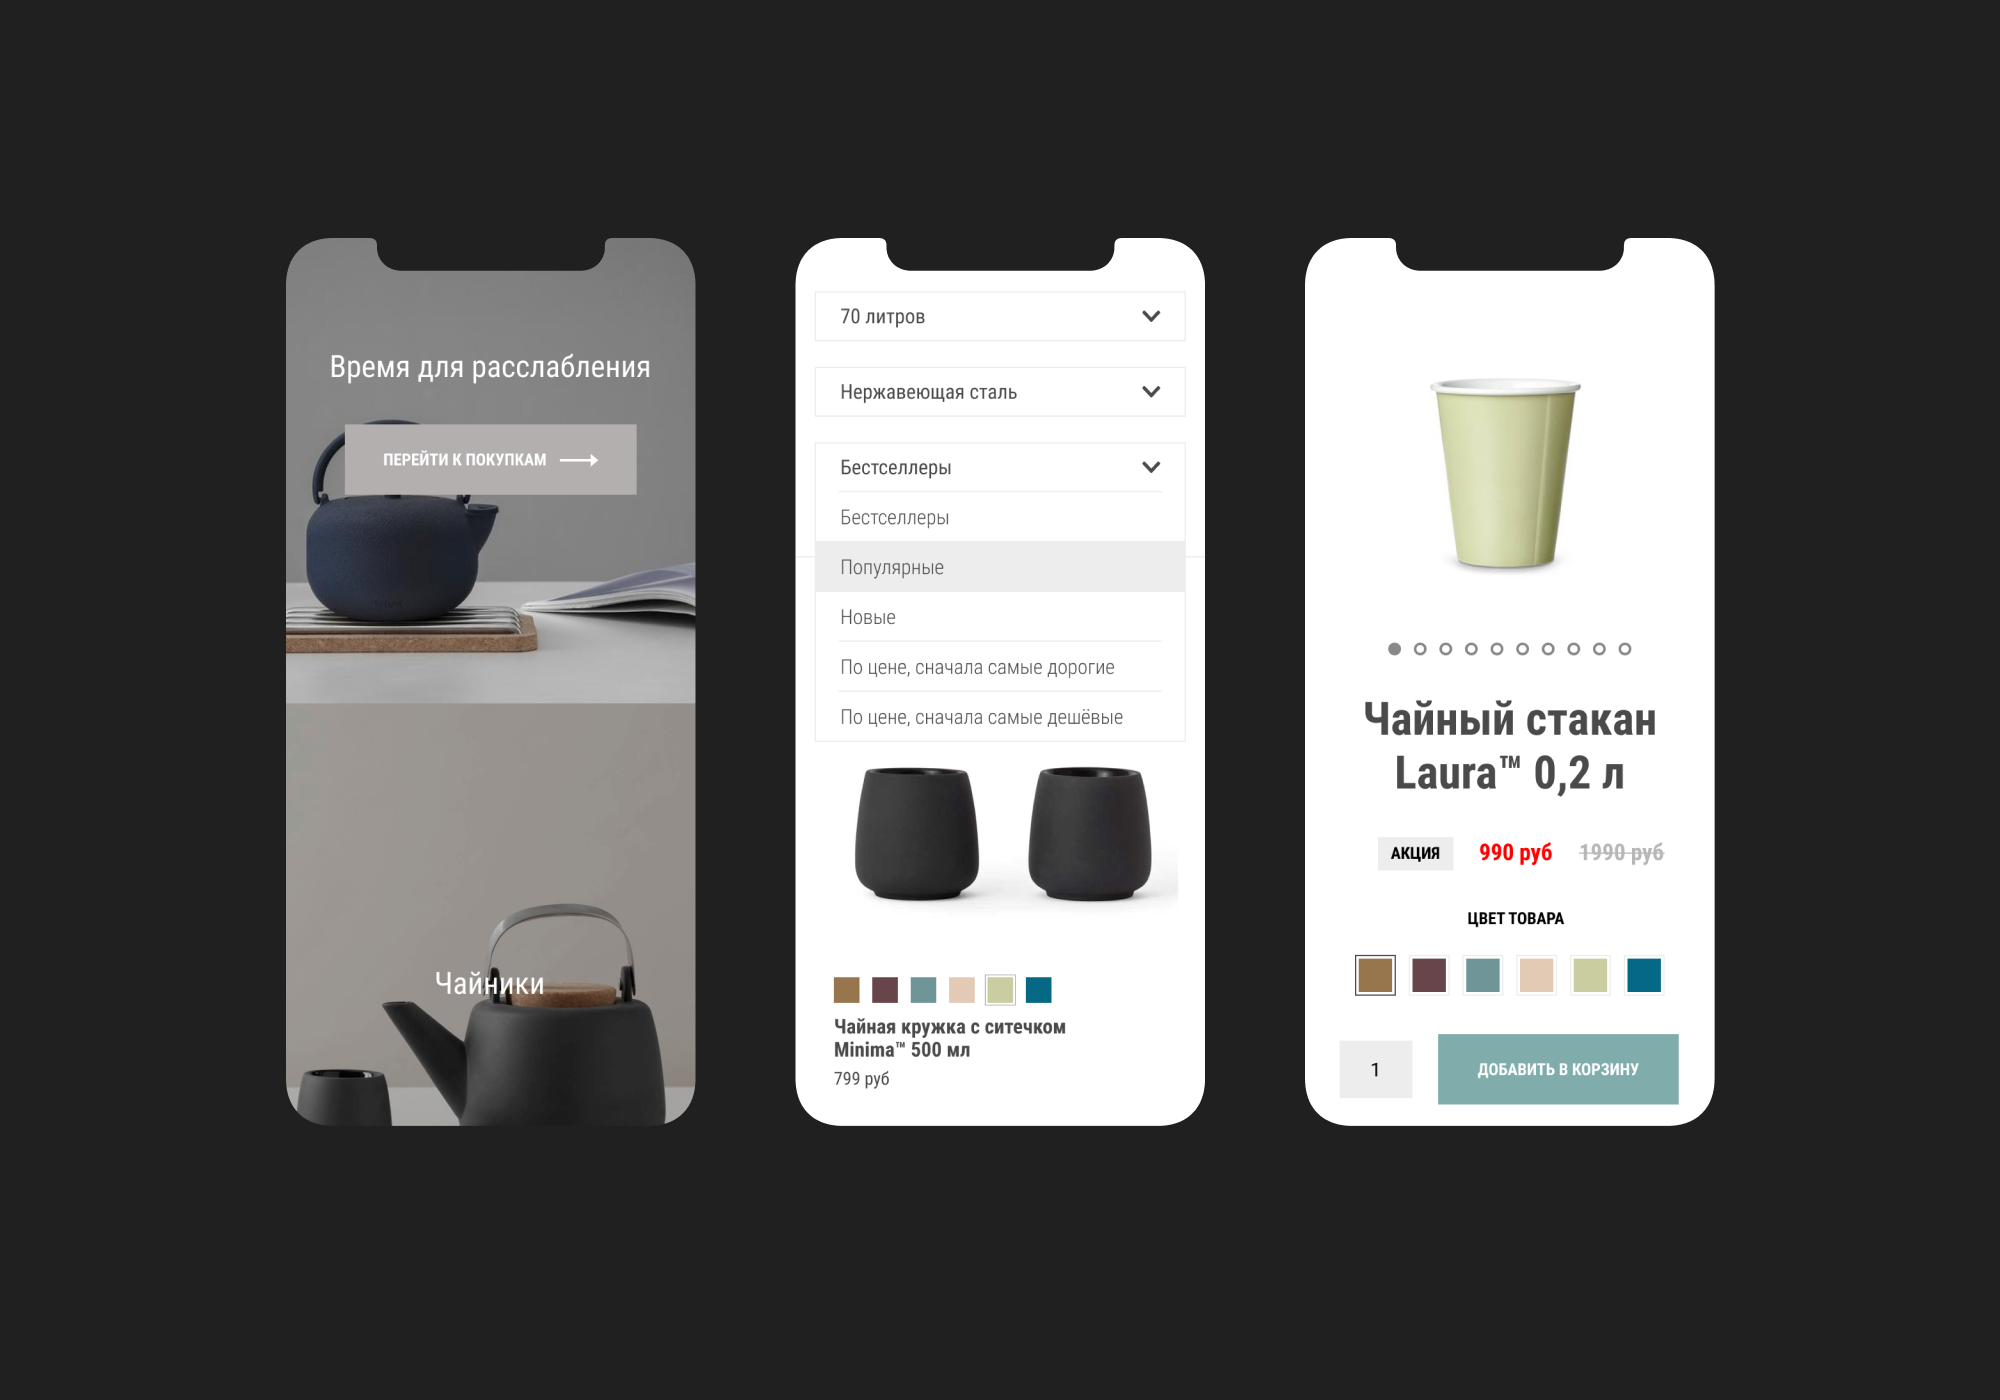 Время для расслабления
ПЕРЕЙТИ К ПОКУПКАМ
Чайники
70 литров
Нержавеющая сталь
Бестселлеры
Бестселлеры
Популярные
Новые
По цене, сначала самые дорогие
По цене, сначала самые дешёвые
Чайная кружка с ситечком
Minima™ 500 мл
799 руб
Чайный стакан
Laura™ 0,2 л
АКЦИЯ 990 руб 1990 руб
ЦВЕТ ТОВАРА
1 ДОБАВИТЬ В КОРЗИНУ